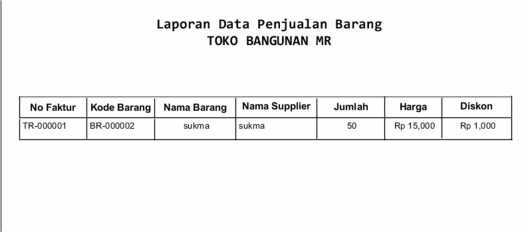 Laporan Data Penjualan Barang
TOKO BANGUNAN MR
No Faktur Kode Barang Nama Barang Nama Supplier Jumlah Harga Diskon
TR-000001 BR-000002 sukma sukma 50 Rp 15,000 Rp 1,000